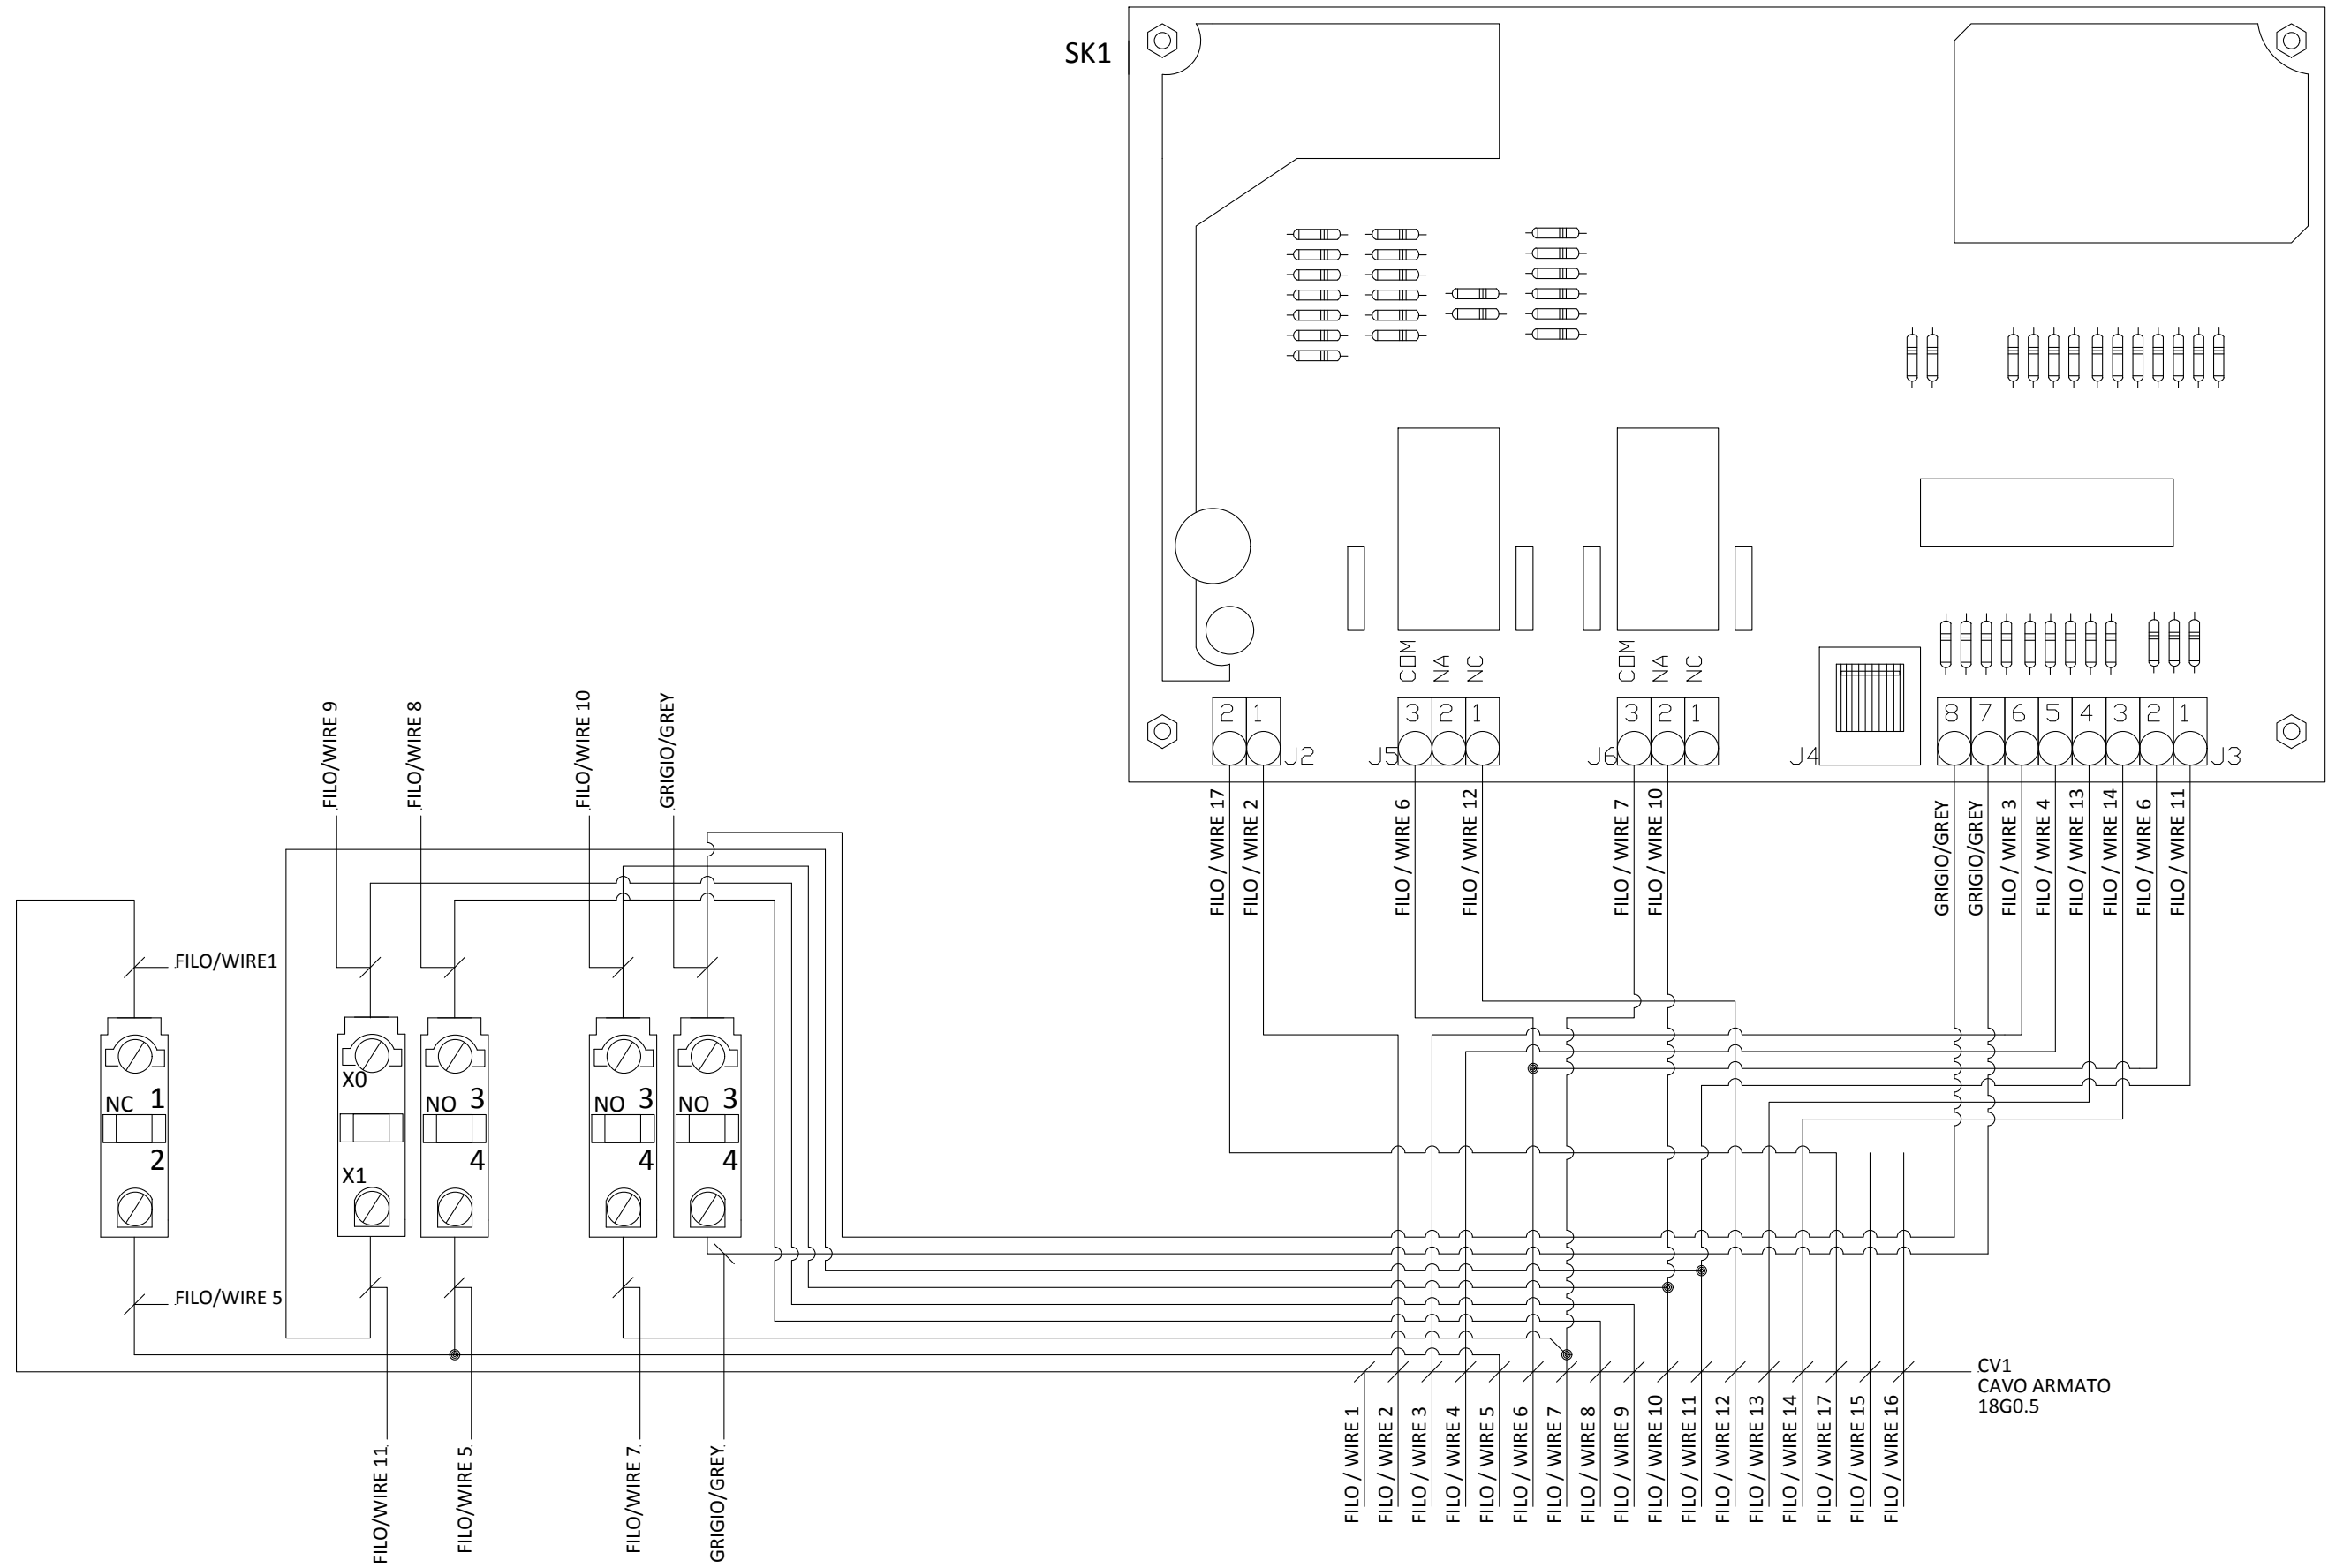 SK1
COM
NA
NC
COM
NA
NC
2 1
J2
J5
3 2 1
J6
3 2 1
J4
8 7 6 5 4 3 2 1
J3
FILO / WIRE 17
FILO / WIRE 2
FILO / WIRE 6
FILO / WIRE 12
FILO / WIRE 7
FILO / WIRE 10
GRIGIO/GREY
GRIGIO/GREY
FILO / WIRE 3
FILO / WIRE 4
FILO / WIRE 13
FILO / WIRE 14
FILO / WIRE 6
FILO / WIRE 11
FILO/WIRE 9
FILO/WIRE 8
FILO/WIRE 10
GRIGIO/GREY
FILO/WIRE1
NC 1
2
X0
X1
NO 3
4
NO 3
4
NO 3
4
FILO/WIRE 5
FILO/WIRE 11
FILO/WIRE 5
FILO/WIRE 7
GRIGIO/GREY
CV1
CAVO ARMATO
18G0.5
FILO / WIRE 1
FILO / WIRE 2
FILO / WIRE 3
FILO / WIRE 4
FILO / WIRE 5
FILO / WIRE 6
FILO / WIRE 7
FILO / WIRE 8
FILO / WIRE 9
FILO / WIRE 10
FILO / WIRE 11
FILO / WIRE 12
FILO / WIRE 13
FILO / WIRE 14
FILO / WIRE 17
FILO / WIRE 15
FILO / WIRE 16